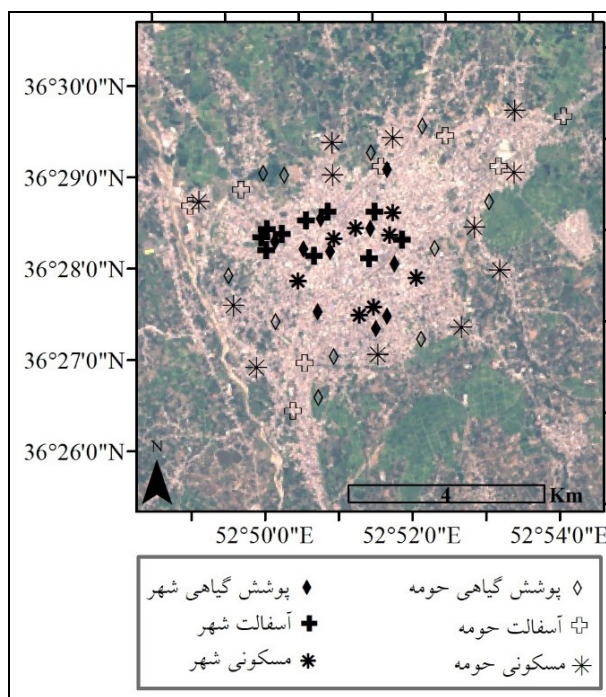 36°30'0"N
36°29'0"N
36°28'0"N
36°27'0"N
36°26'0"N
N
4 Km
52°50'0"E 52°52'0"E 52°54'0"E
پوشش گیاهی شهر پوشش گیاهی حومه
آسفالت شهر آسفالت حومه
مسکونی شهر مسکونی حومه